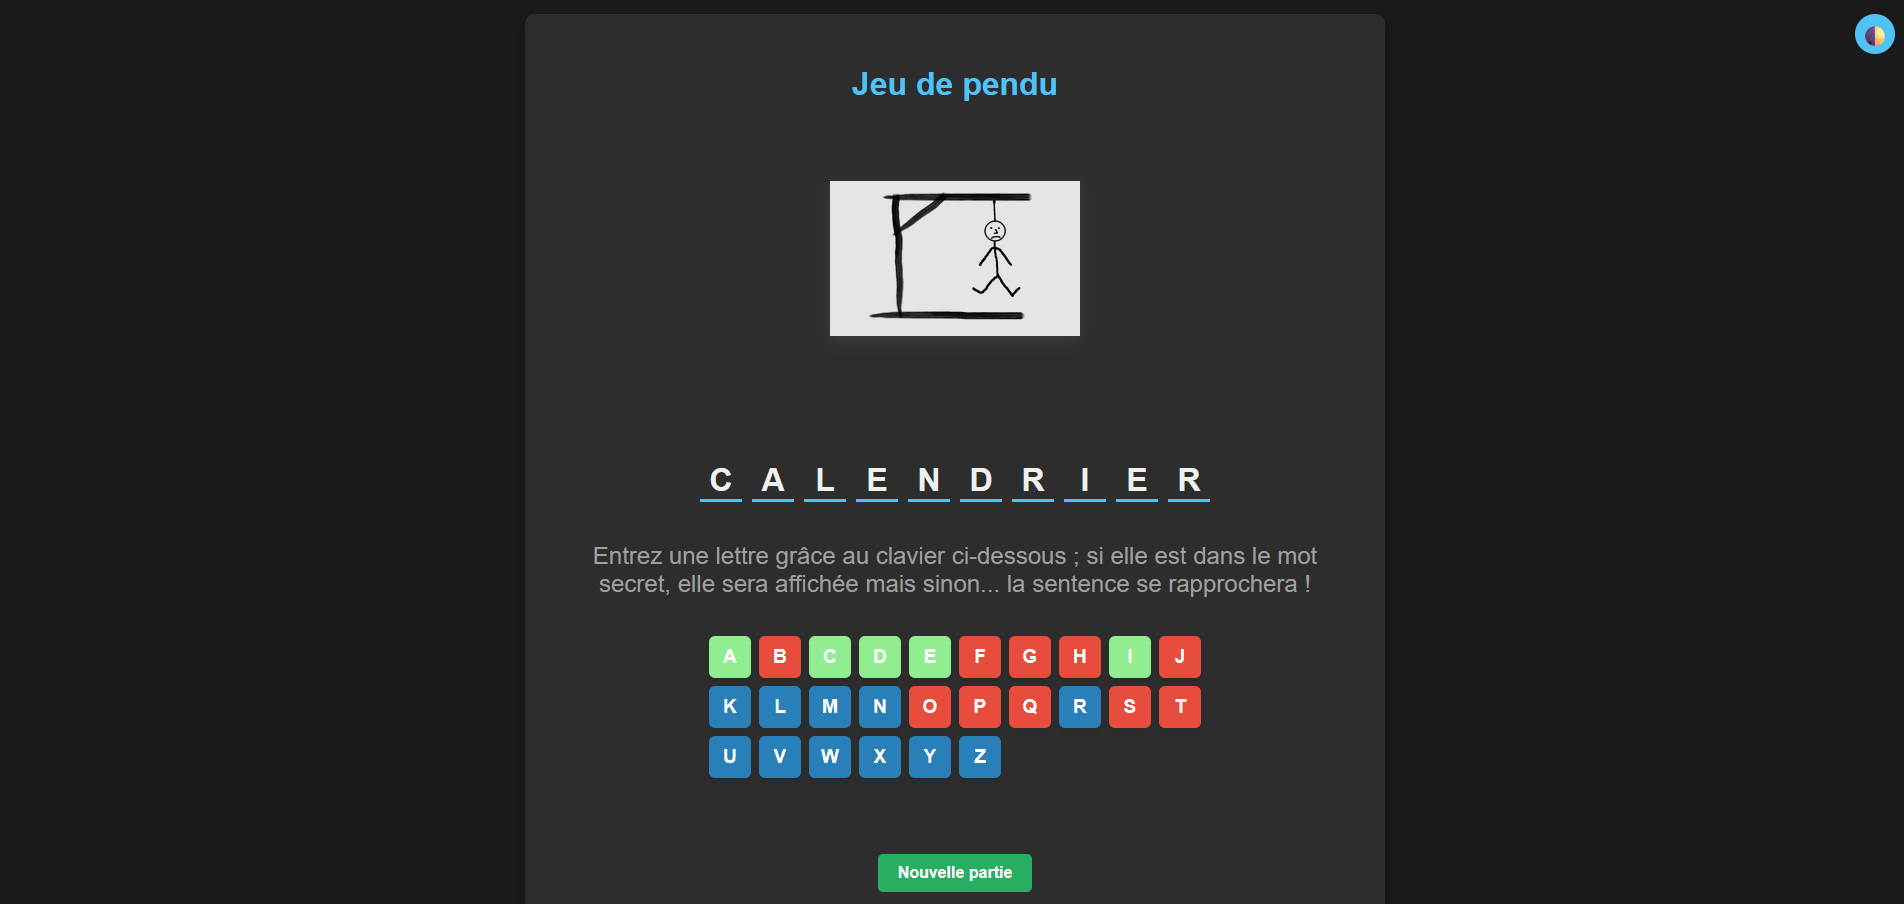 Jeu de pendu
C A L E N D R I E R
Entrez une lettre grâce au clavier ci-dessous ; si elle est dans le mot
secret, elle sera affichée mais sinon... la sentence se rapprochera !
A B C D E F G H I J
K L M N O P Q R S T
U V W X Y Z
Nouvelle partie